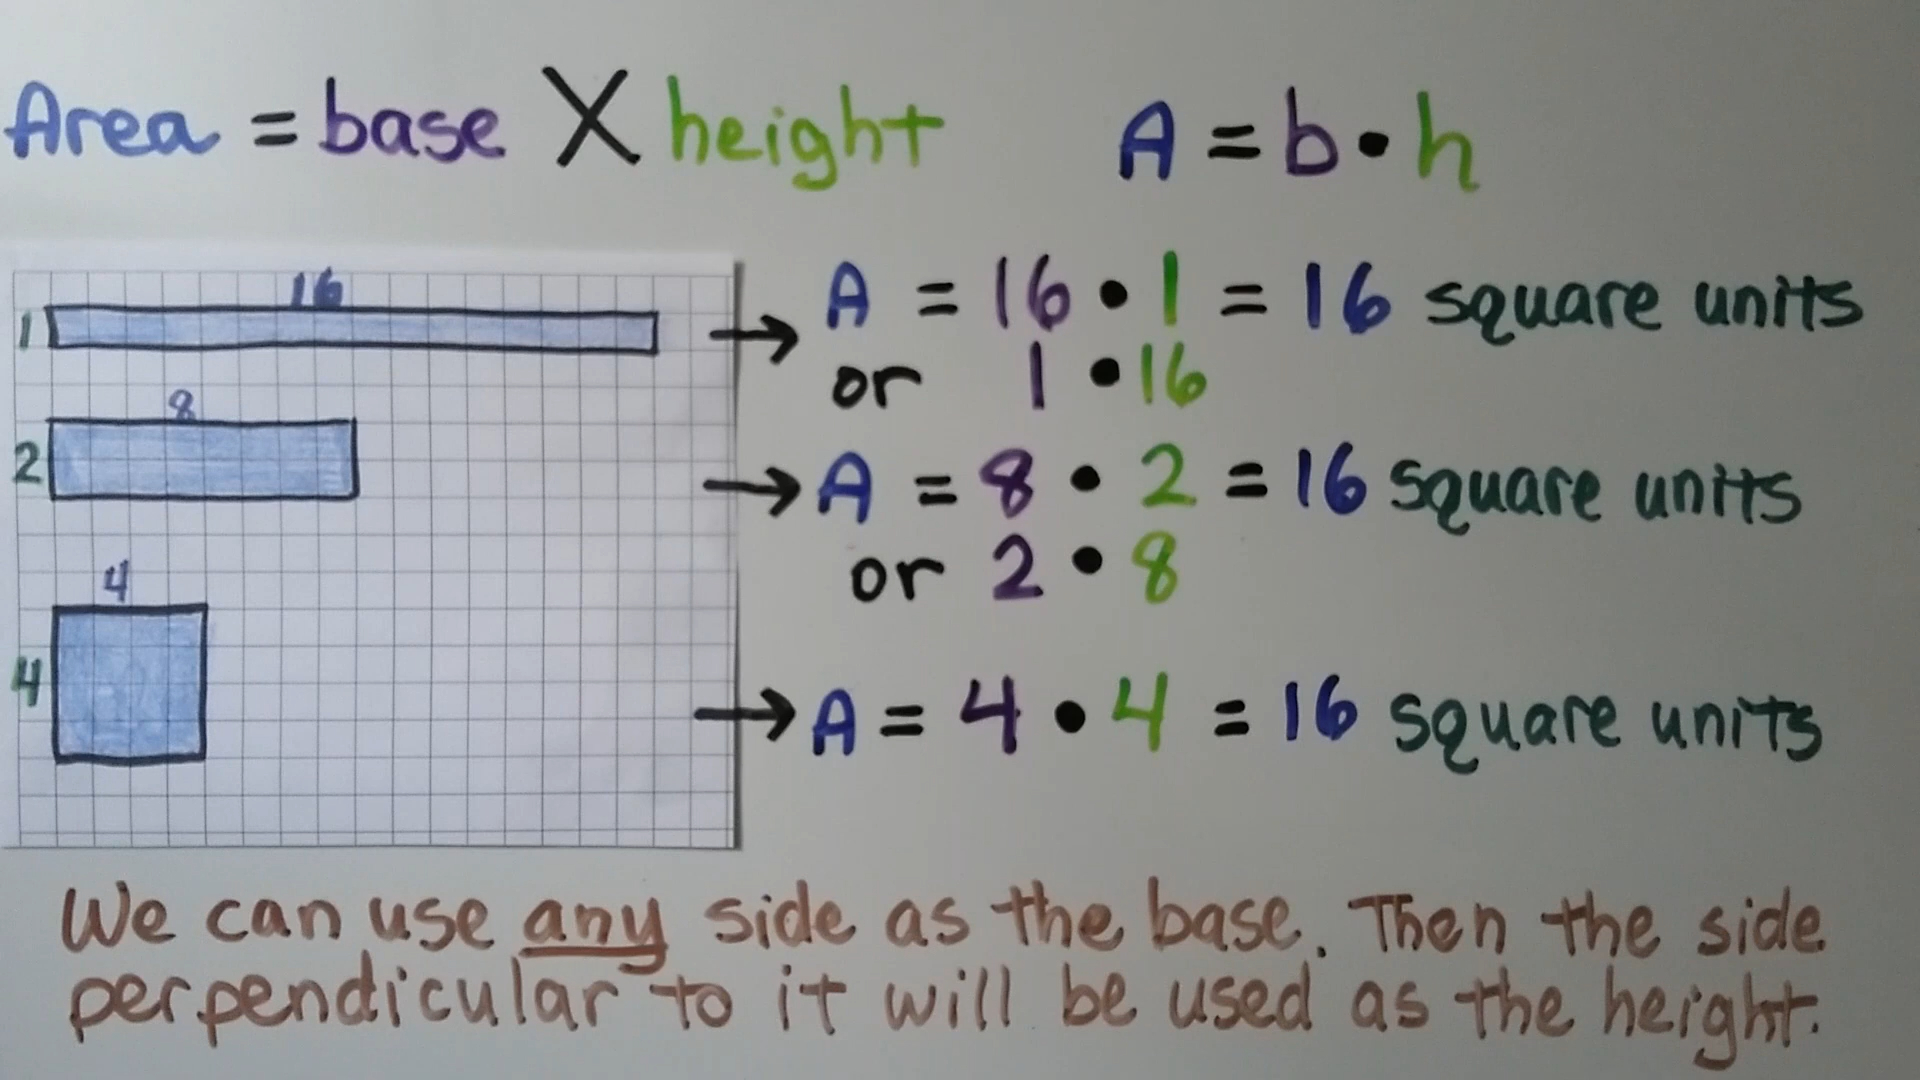 Area = base X height
A = b • h
16
1
8
2
4
4
→ A = 16 • 1 = 16 square units
or 1 • 16
→ A = 8 • 2 = 16 square units
or 2 • 8
→ A = 4 • 4 = 16 square units
We can use any side as the base. Then the side
perpendicular to it will be used as the height.